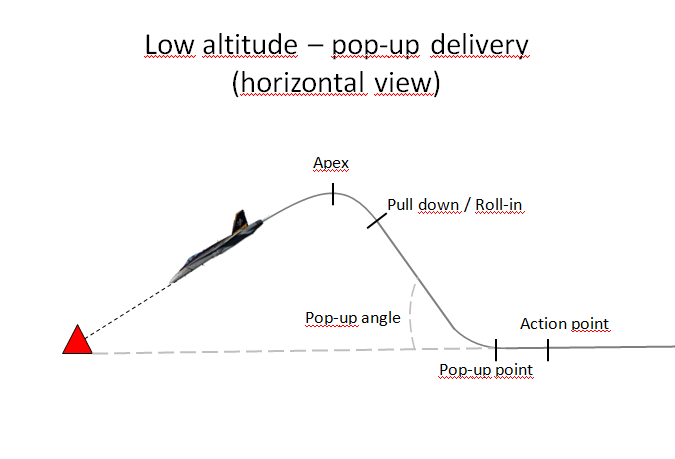 Low altitude – pop-up delivery
(horizontal view)
Apex
Pull down / Roll-in
Pop-up angle
Action point
Pop-up point